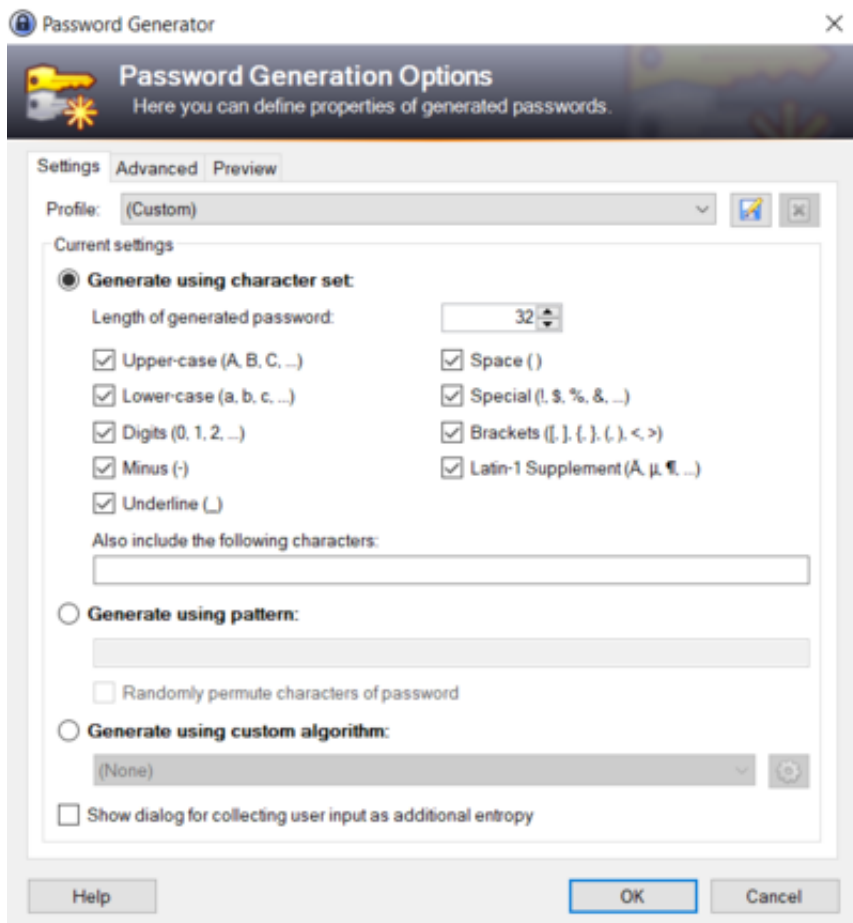 Password Generator
Password Generation Options
Here you can define properties of generated passwords.
Settings Advanced Preview
Profile: (Custom)
Current settings
Generate using character set:
Length of generated password: 32
Upper-case (A, B, C, ...) Space ( )
Lower-case (a, b, c, ...) Special (!, $, %, &, ...)
Digits (0, 1, 2, ...) Brackets ([, ], {, }, (, ), <, >)
Minus (-) Latin-1 Supplement (Ä, µ, ¶, ...)
Underline (_)
Also include the following characters:
Generate using pattern:
Randomly permute characters of password
Generate using custom algorithm:
(None)
Show dialog for collecting user input as additional entropy
Help OK Cancel